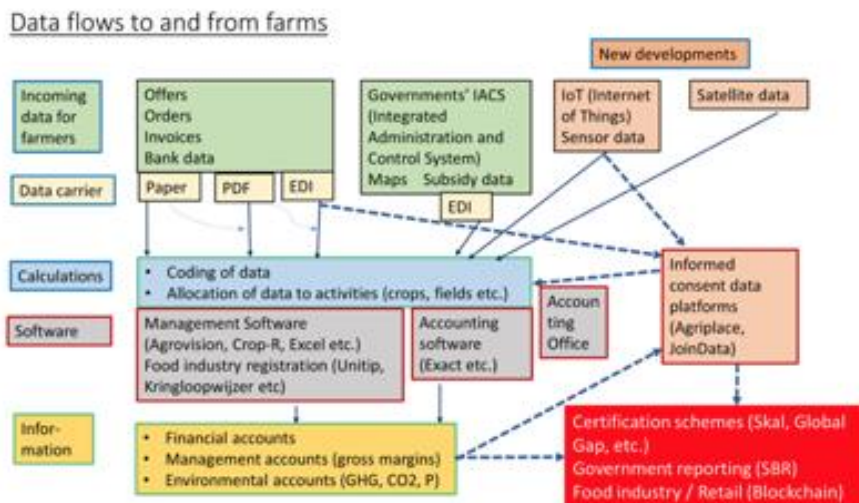 Data flows to and from farms
New developments
Incoming
data for
farmers
Offers
Orders
Invoices
Bank data
Governments' IACS
(Integrated
Administration and
Control System)
Maps Subsidy data
IoT (Internet
of Things)
Sensor data
Satellite data
Data carrier
Paper
PDF
EDI
EDI
Calculations
• Coding of data
• Allocation of data to activities (crops, fields etc.)
Informed
consent data
platforms
(Agriplace,
JoinData)
Software
Management Software
(Agrovision, Crop-R, Excel etc.)
Food industry registration (Unitip,
Kringloopwijzer etc)
Accounting
software
(Exact etc.)
Accoun
ting
Office
Infor-
mation
• Financial accounts
• Management accounts (gross margins)
• Environmental accounts (GHG, CO2, P)
Certification schemes (Skal, Global
Gap, etc.)
Government reporting (SBR)
Food industry / Retail (Blockchain)